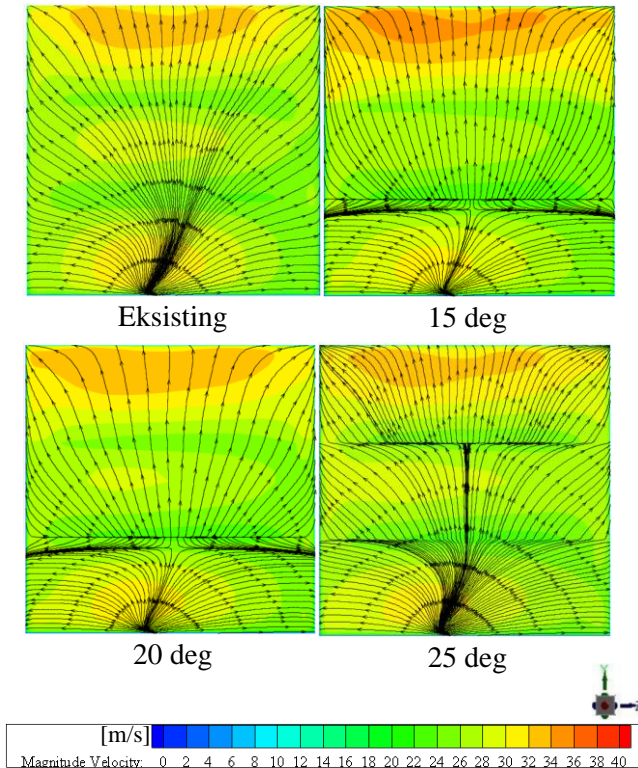 Eksisting
15 deg
20 deg
25 deg
Y
[m/s]
Magnitude Velocity: 0 2 4 6 8 10 12 14 16 18 20 22 24 26 28 30 32 34 36 38 40